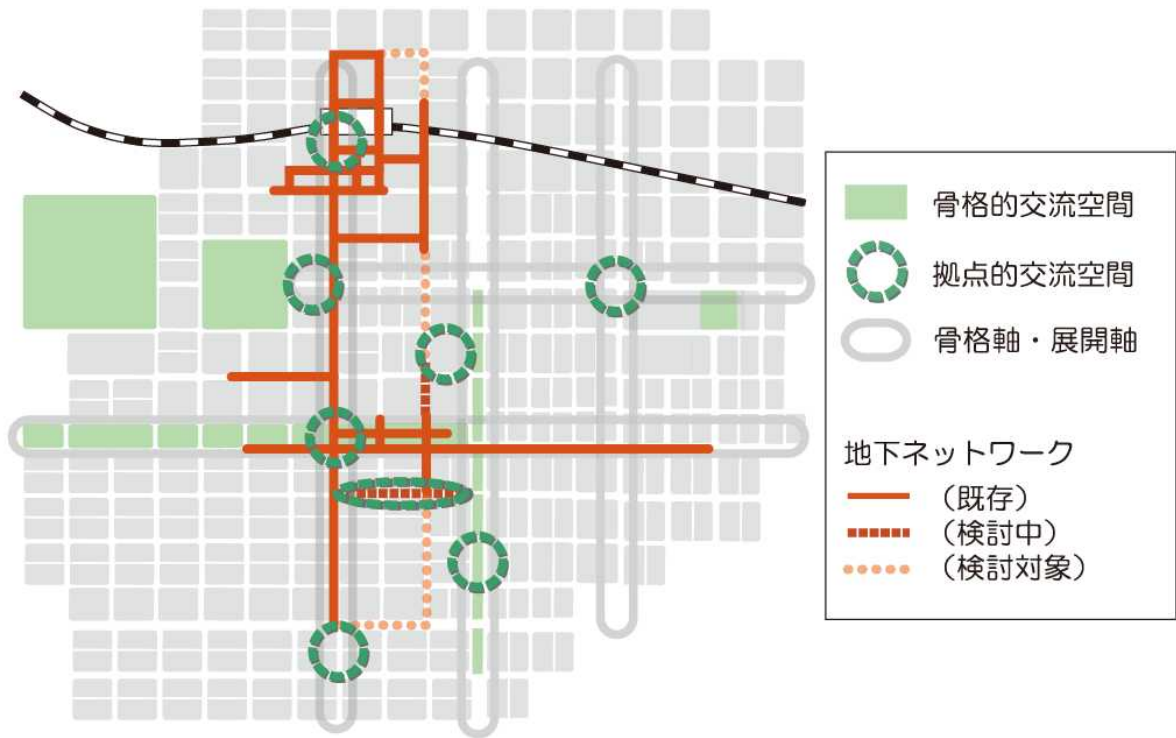 骨格的交流空間
拠点的交流空間
骨格軸・展開軸
地下ネットワーク
（既存）
（検討中）
（検討対象）